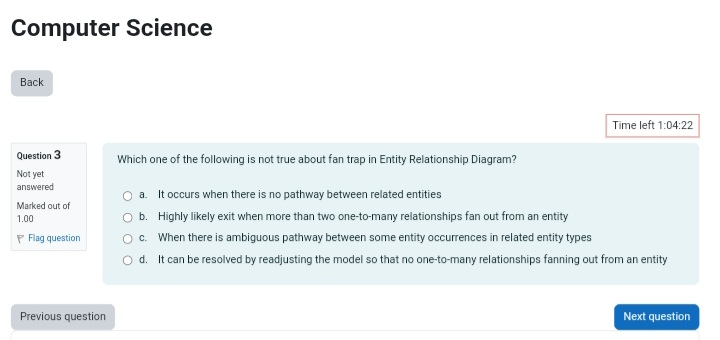 Computer Science
Back
Time left 1:04:22
Question 3
Not yet
answered
Marked out of
1.00
Flag question
Which one of the following is not true about fan trap in Entity Relationship Diagram?
a. It occurs when there is no pathway between related entities
b. Highly likely exit when more than two one-to-many relationships fan out from an entity
c. When there is ambiguous pathway between some entity occurrences in related entity types
d. It can be resolved by readjusting the model so that no one-to-many relationships fanning out from an entity
Previous question
Next question